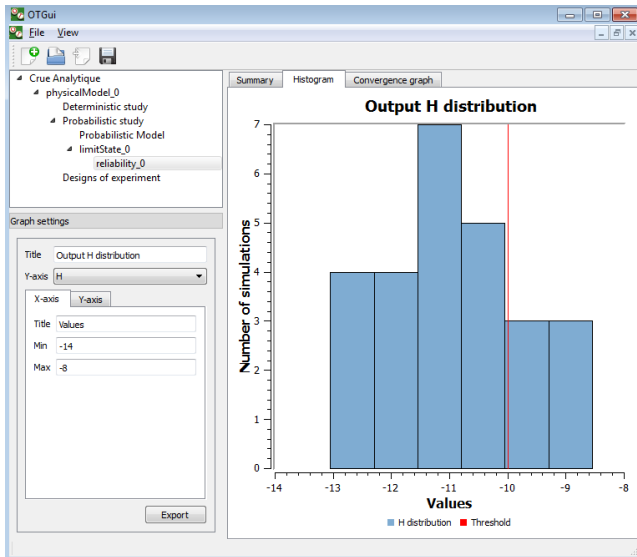 OTGui
File View
Crue Analytique
physicalModel_0
Deterministic study
Probabilistic study
Probabilistic Model
limitState_0
reliability_0
Designs of experiment
Graph settings
Title Output H distribution
Y-axis H
X-axis Y-axis
Title Values
Min -14
Max -8
Export
Summary Histogram Convergence graph
Output H distribution
Number of simulations
7
6
5
4
3
2
1
0
-14 -13 -12 -11 -10 -9 -8
Values
H distribution Threshold